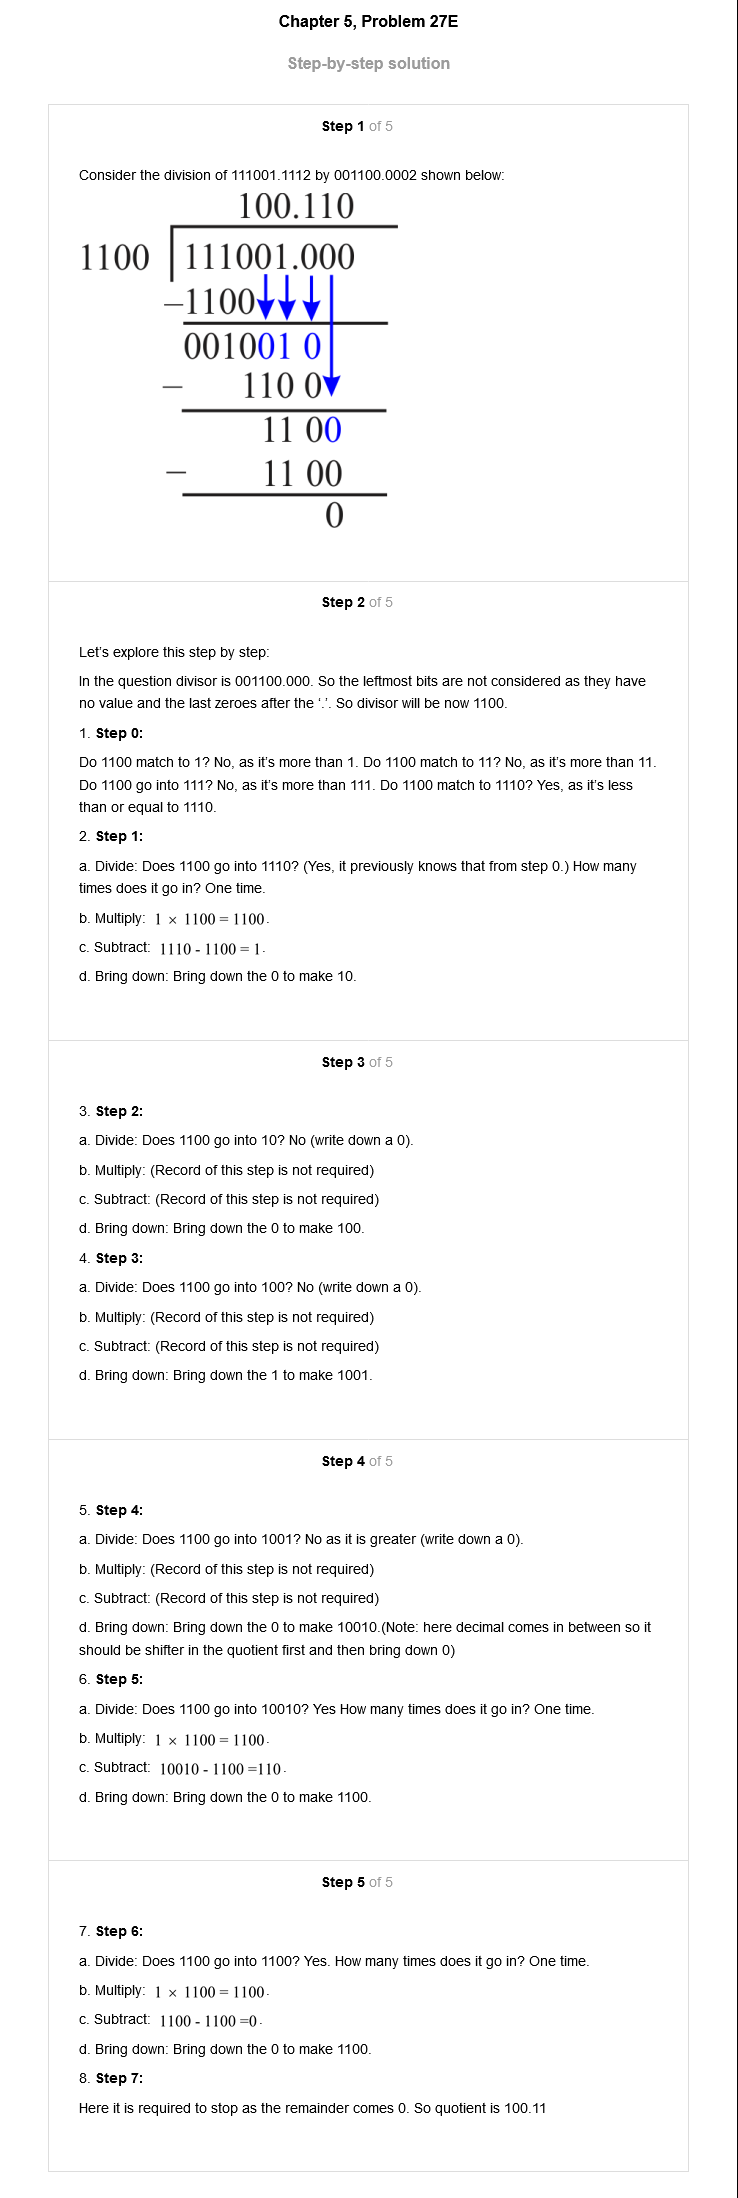 Chapter 5, Problem 27E
Step-by-step solution
Step 1 of 5
Consider the division of 111001.1112 by 001100.0002 shown below:
100.110
1100 111001.000
−1100
001001 0
− 110 0
11 00
− 11 00
0
Step 2 of 5
Let's explore this step by step:
In the question divisor is 001100.000. So the leftmost bits are not considered as they have
no value and the last zeroes after the '.'. So divisor will be now 1100.
1. Step 0:
Do 1100 match to 1? No, as it's more than 1. Do 1100 match to 11? No, as it's more than 11.
Do 1100 go into 111? No, as it's more than 111. Do 1100 match to 1110? Yes, as it's less
than or equal to 1110.
2. Step 1:
a. Divide: Does 1100 go into 1110? (Yes, it previously knows that from step 0.) How many
times does it go in? One time.
b. Multiply: 1 × 1100 = 1100.
c. Subtract: 1110 - 1100 = 1.
d. Bring down: Bring down the 0 to make 10.
Step 3 of 5
3. Step 2:
a. Divide: Does 1100 go into 10? No (write down a 0).
b. Multiply: (Record of this step is not required)
c. Subtract: (Record of this step is not required)
d. Bring down: Bring down the 0 to make 100.
4. Step 3:
a. Divide: Does 1100 go into 100? No (write down a 0).
b. Multiply: (Record of this step is not required)
c. Subtract: (Record of this step is not required)
d. Bring down: Bring down the 1 to make 1001.
Step 4 of 5
5. Step 4:
a. Divide: Does 1100 go into 1001? No as it is greater (write down a 0).
b. Multiply: (Record of this step is not required)
c. Subtract: (Record of this step is not required)
d. Bring down: Bring down the 0 to make 10010.(Note: here decimal comes in between so it
should be shifter in the quotient first and then bring down 0)
6. Step 5:
a. Divide: Does 1100 go into 10010? Yes How many times does it go in? One time.
b. Multiply: 1 × 1100 = 1100.
c. Subtract: 10010 - 1100 =110.
d. Bring down: Bring down the 0 to make 1100.
Step 5 of 5
7. Step 6:
a. Divide: Does 1100 go into 1100? Yes. How many times does it go in? One time.
b. Multiply: 1 × 1100 = 1100.
c. Subtract: 1100 - 1100 =0.
d. Bring down: Bring down the 0 to make 1100.
8. Step 7:
Here it is required to stop as the remainder comes 0. So quotient is 100.11